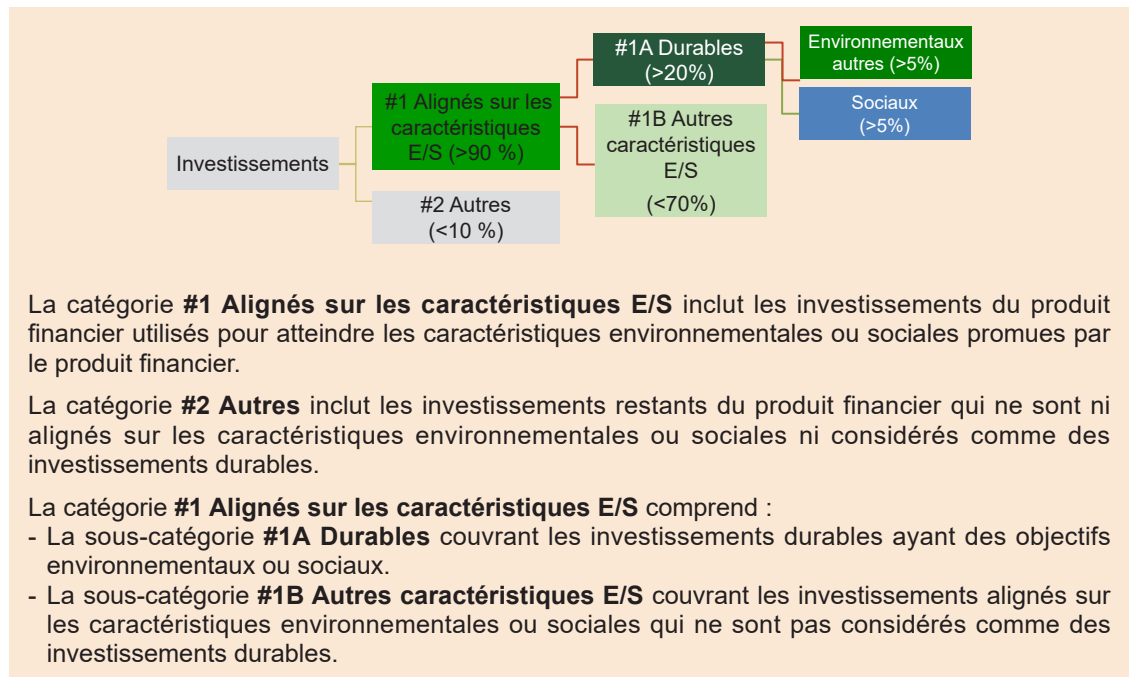 #1A Durables
(>20%)
Environnementaux
autres (>5%)
#1 Alignés sur les
caractéristiques
E/S (>90 %)
Sociaux
(>5%)
#1B Autres
caractéristiques
E/S
(<70%)
Investissements
#2 Autres
(<10 %)
La catégorie #1 Alignés sur les caractéristiques E/S inclut les investissements du produit
financier utilisés pour atteindre les caractéristiques environnementales ou sociales promues par
le produit financier.
La catégorie #2 Autres inclut les investissements restants du produit financier qui ne sont ni
alignés sur les caractéristiques environnementales ou sociales ni considérés comme des
investissements durables.
La catégorie #1 Alignés sur les caractéristiques E/S comprend :
- La sous-catégorie #1A Durables couvrant les investissements durables ayant des objectifs
environnementaux ou sociaux.
- La sous-catégorie #1B Autres caractéristiques E/S couvrant les investissements alignés sur
les caractéristiques environnementales ou sociales qui ne sont pas considérés comme des
investissements durables.